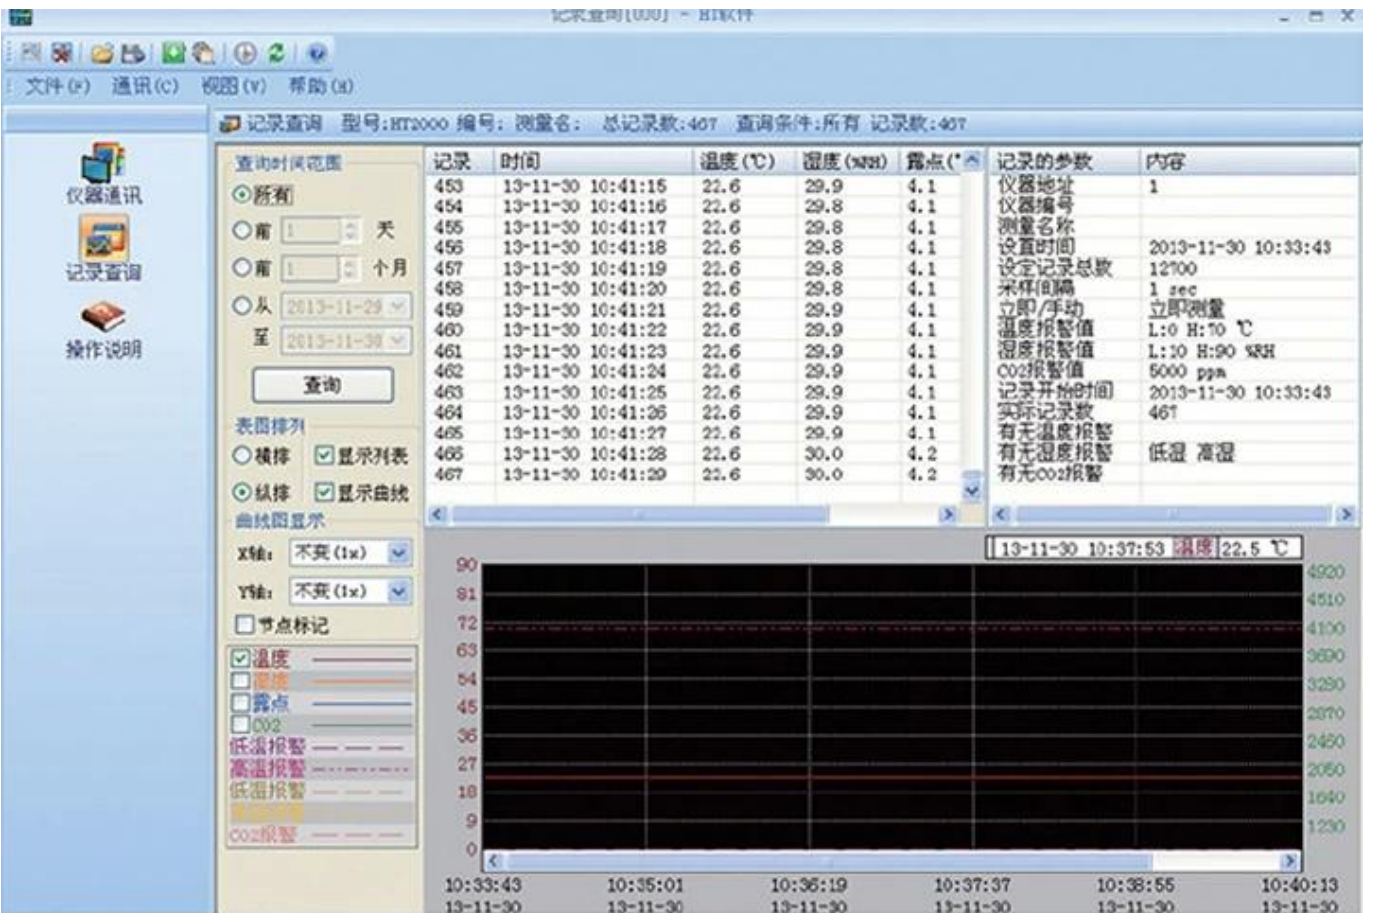 记录查询[030] - HT软件
文件(F) 通讯(C) 视图(V) 帮助(H)
记录查询 型号:HT2000 编号: 测量名: 总记录数:467 查询条件:所有 记录数:467
仪器通讯
记录查询
操作说明
查询时间范围
所有
前 1 天
前 1 个月
从 2013-11-29
至 2013-11-30
查询
表图排列
横排 显示列表
纵排 显示曲线
曲线图显示
X轴: 不变(1x)
Y轴: 不变(1x)
节点标记
温度
湿度
露点
CO2
低温报警
高温报警
低湿报警
CO2报警
记录 时间 温度(℃) 湿度(%RH) 露点(°
453 13-11-30 10:41:15 22.6 29.9 4.1
454 13-11-30 10:41:16 22.6 29.8 4.1
455 13-11-30 10:41:17 22.6 29.8 4.1
456 13-11-30 10:41:18 22.6 29.8 4.1
457 13-11-30 10:41:19 22.6 29.8 4.1
458 13-11-30 10:41:20 22.6 29.8 4.1
459 13-11-30 10:41:21 22.6 29.9 4.1
460 13-11-30 10:41:22 22.6 29.9 4.1
461 13-11-30 10:41:23 22.6 29.9 4.1
462 13-11-30 10:41:24 22.6 29.9 4.1
463 13-11-30 10:41:25 22.6 29.9 4.1
464 13-11-30 10:41:26 22.6 29.9 4.1
465 13-11-30 10:41:27 22.6 29.9 4.1
466 13-11-30 10:41:28 22.6 30.0 4.2
467 13-11-30 10:41:29 22.6 30.0 4.2
记录的参数 内容
仪器地址 1
仪器编号
测量名称
设置时间 2013-11-30 10:33:43
设定记录总数 12700
采样间隔 1 sec
立即/手动 立即测量
温度报警值 L:0 H:70 ℃
湿度报警值 L:10 H:90 %RH
CO2报警值 5000 ppm
记录开始时间 2013-11-30 10:33:43
实际记录数 467
有无温度报警
有无湿度报警 低湿 高湿
有无CO2报警
13-11-30 10:37:53 温度 22.5 ℃
90
81
72
63
54
45
36
27
18
9
0
4920
4510
4100
3690
3280
2870
2460
2050
1640
1230
10:33:43 10:35:01 10:36:19 10:37:37 10:38:55 10:40:13
13-11-30 13-11-30 13-11-30 13-11-30 13-11-30 13-11-30